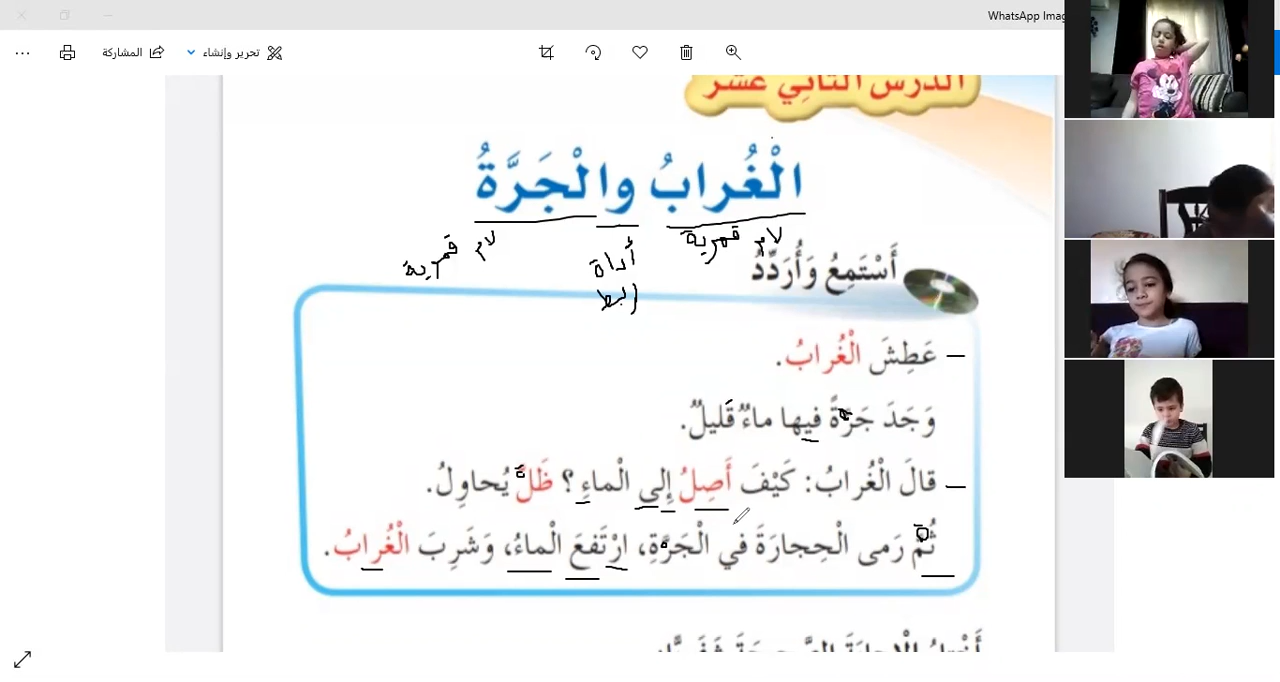 WhatsApp Imag
تحرير وإنشاء
المشاركة
الدرس الثاني عشر
الْغُرابُ والْجَرَّةُ
لام قمرية
أداة
ربط
لام قمرية
أَسْتَمِعُ وَأُرَدِّدُ
– عَطِشَ الْغُرابُ.
وَجَدَ جَرَّةً فيها ماءٌ قَليلٌ.
– قالَ الْغُرابُ: كَيْفَ أَصِلُ إِلى الْماءِ؟ ظَلَّ يُحاوِلُ.
ثُمَّ رَمى الْحِجارَةَ في الْجَرَّةِ، ارْتَفعَ الْماءُ، وَشَرِبَ الْغُرابُ.